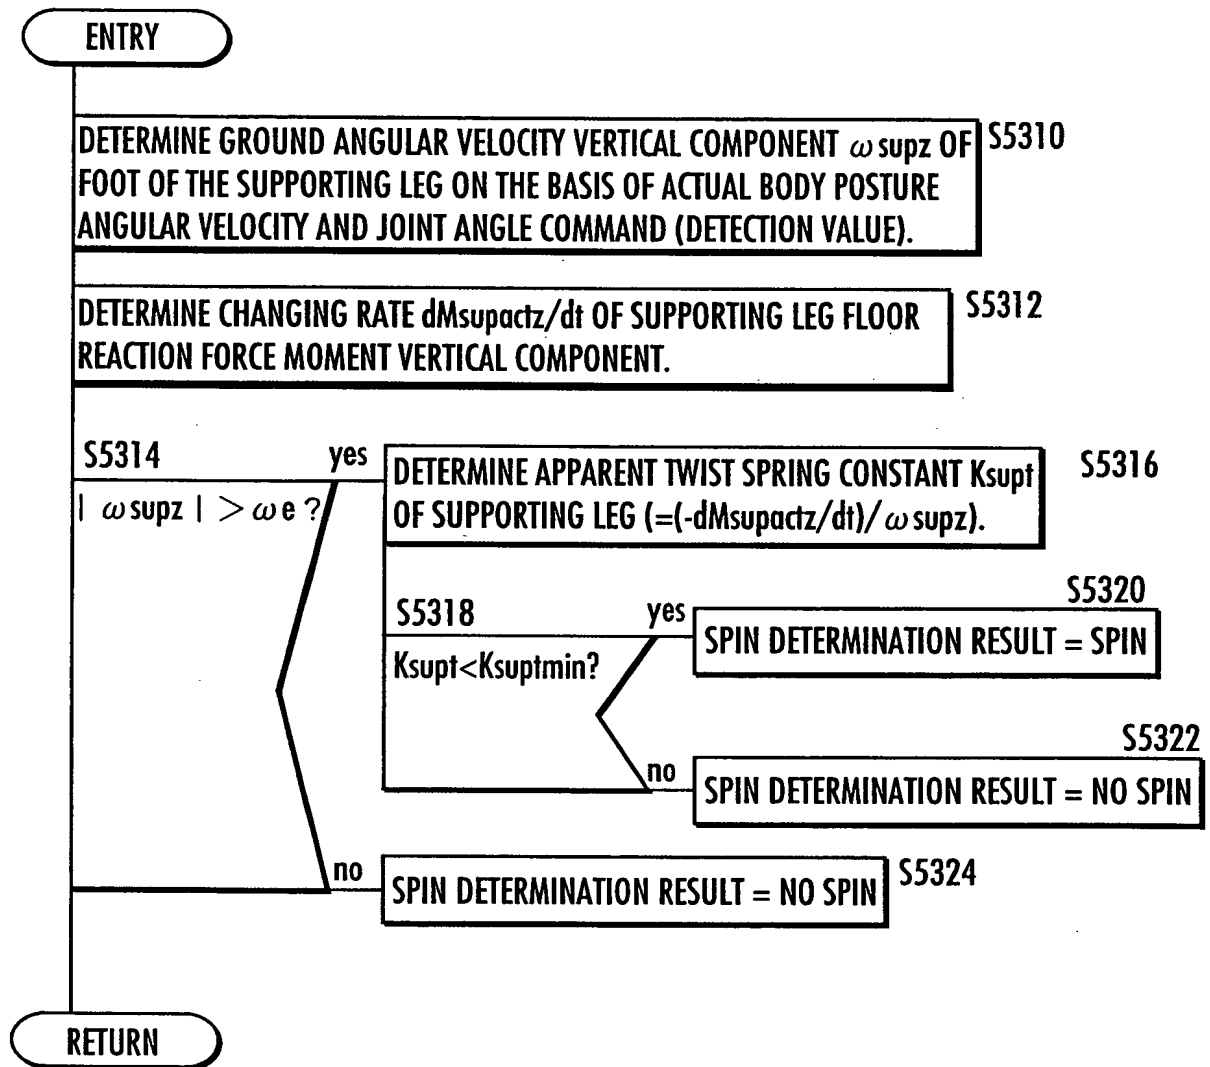 ENTRY
DETERMINE GROUND ANGULAR VELOCITY VERTICAL COMPONENT ω supz OF
FOOT OF THE SUPPORTING LEG ON THE BASIS OF ACTUAL BODY POSTURE
ANGULAR VELOCITY AND JOINT ANGLE COMMAND (DETECTION VALUE).
S5310
DETERMINE CHANGING RATE dMsupactz/dt OF SUPPORTING LEG FLOOR
REACTION FORCE MOMENT VERTICAL COMPONENT.
S5312
S5314
| ω supz | > ω e ?
yes
DETERMINE APPARENT TWIST SPRING CONSTANT Ksupt
OF SUPPORTING LEG (=(-dMsupactz/dt)/ ω supz).
S5316
S5318
Ksupt<Ksuptmin?
yes
S5320
SPIN DETERMINATION RESULT = SPIN
S5322
no
SPIN DETERMINATION RESULT = NO SPIN
no
SPIN DETERMINATION RESULT = NO SPIN
S5324
RETURN